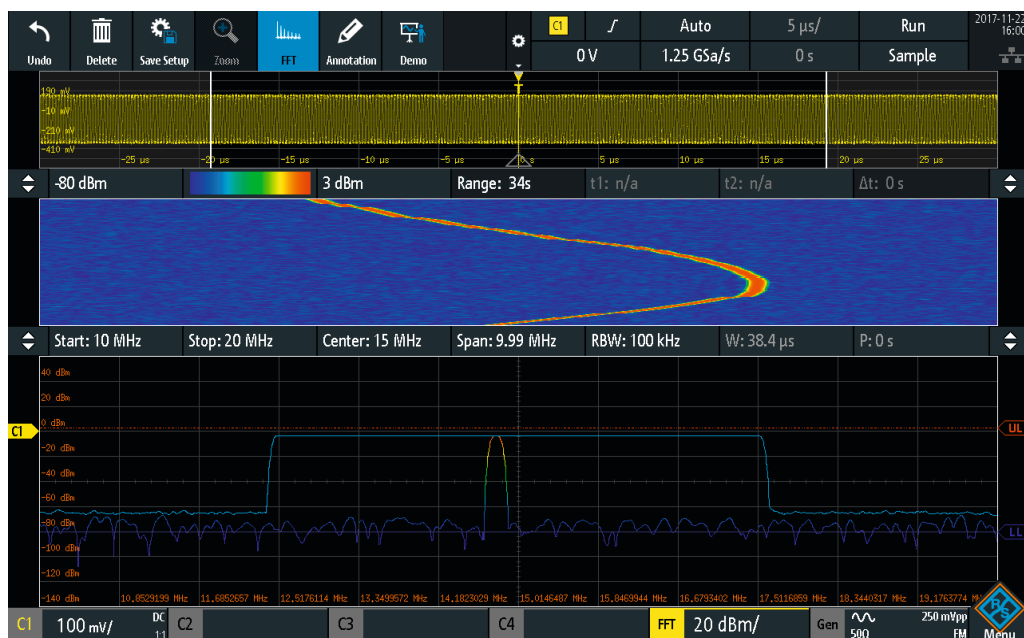 Undo
Delete
Save Setup
Zoom
FFT
Annotation
Demo
C1
Auto
5 µs/
Run
2017-11-22
16:00
0 V
1.25 GSa/s
0 s
Sample
190 mV
-10 mV
-210 mV
-410 mV
-25 µs
-20 µs
-15 µs
-10 µs
-5 µs
0 s
5 µs
10 µs
15 µs
20 µs
25 µs
T
-80 dBm
3 dBm
Range: 34s
t1: n/a
t2: n/a
Δt: 0 s
Start: 10 MHz
Stop: 20 MHz
Center: 15 MHz
Span: 9.99 MHz
RBW: 100 kHz
W: 38.4 µs
P: 0 s
40 dBm
20 dBm
0 dBm
C1
UL
-20 dBm
-40 dBm
-60 dBm
-80 dBm
LL
-100 dBm
-120 dBm
-140 dBm
10.8529199 MHz
11.6852657 MHz
12.5176114 MHz
13.3499572 MHz
14.1823029 MHz
15.0146487 MHz
15.8469944 MHz
16.6793402 MHz
17.5116859 MHz
18.3440317 MHz
19.1763774 M
C1
100 mV/
DC
1:1
C2
C3
C4
FFT
20 dBm/
Gen
50Ω
250 mVpp
FM
R&S
Menu